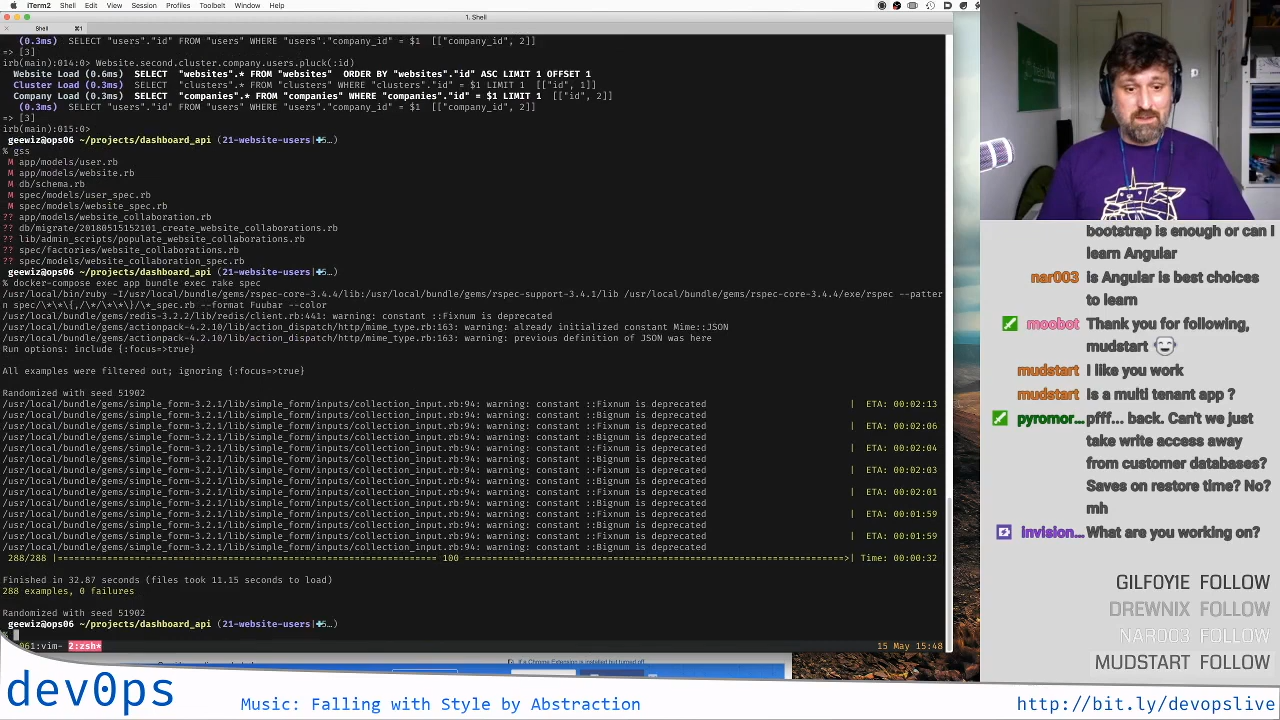 iTerm2 Shell Edit View Session Profiles Toolbelt Window Help
1. Shell
Shell ⌘1
(0.3ms) SELECT "users"."id" FROM "users" WHERE "users"."company_id" = $1 [["company_id", 2]]
=> [3]
irb(main):014:0> Website.second.cluster.company.users.pluck(:id)
Website Load (0.6ms) SELECT "websites".* FROM "websites" ORDER BY "websites"."id" ASC LIMIT 1 OFFSET 1
Cluster Load (0.3ms) SELECT "clusters".* FROM "clusters" WHERE "clusters"."id" = $1 LIMIT 1 [["id", 1]]
Company Load (0.4ms) SELECT "companies".* FROM "companies" WHERE "companies"."id" = $1 LIMIT 1 [["id", 2]]
(0.3ms) SELECT "users"."id" FROM "users" WHERE "users"."company_id" = $1 [["company_id", 2]]
=> [3]
irb(main):015:0>
geewiz@ops06 ~/projects/dashboard_api (21-website-users|✚5…)
% gss
M app/models/user.rb
M app/models/website.rb
M db/schema.rb
M spec/models/user_spec.rb
M spec/models/website_spec.rb
?? app/models/website_collaboration.rb
?? db/migrate/20180515152101_create_website_collaborations.rb
?? lib/admin_scripts/populate_website_collaborations.rb
?? spec/factories/website_collaborations.rb
?? spec/models/website_collaboration_spec.rb
geewiz@ops06 ~/projects/dashboard_api (21-website-users|✚5…)
% docker-compose exec app bundle exec rake spec
/usr/local/bin/ruby -I/usr/local/bundle/gems/rspec-core-3.4.4/lib:/usr/local/bundle/gems/rspec-support-3.4.1/lib /usr/local/bundle/gems/rspec-core-3.4.4/exe/rspec --patter
n spec/\*\*\{,/\*/\*\*\}/\*_spec.rb --format Fuubar --color
/usr/local/bundle/gems/redis-3.2.2/lib/redis/client.rb:441: warning: constant ::Fixnum is deprecated
/usr/local/bundle/gems/actionpack-4.2.10/lib/action_dispatch/http/mime_type.rb:163: warning: already initialized constant Mime::JSON
/usr/local/bundle/gems/actionpack-4.2.10/lib/action_dispatch/http/mime_type.rb:163: warning: previous definition of JSON was here
Run options: include {:focus=>true}
All examples were filtered out; ignoring {:focus=>true}
Randomized with seed 51902
/usr/local/bundle/gems/simple_form-3.2.1/lib/simple_form/inputs/collection_input.rb:94: warning: constant ::Fixnum is deprecated | ETA: 00:02:13
/usr/local/bundle/gems/simple_form-3.2.1/lib/simple_form/inputs/collection_input.rb:94: warning: constant ::Bignum is deprecated
/usr/local/bundle/gems/simple_form-3.2.1/lib/simple_form/inputs/collection_input.rb:94: warning: constant ::Fixnum is deprecated | ETA: 00:02:06
/usr/local/bundle/gems/simple_form-3.2.1/lib/simple_form/inputs/collection_input.rb:94: warning: constant ::Bignum is deprecated
/usr/local/bundle/gems/simple_form-3.2.1/lib/simple_form/inputs/collection_input.rb:94: warning: constant ::Fixnum is deprecated | ETA: 00:02:04
/usr/local/bundle/gems/simple_form-3.2.1/lib/simple_form/inputs/collection_input.rb:94: warning: constant ::Bignum is deprecated
/usr/local/bundle/gems/simple_form-3.2.1/lib/simple_form/inputs/collection_input.rb:94: warning: constant ::Fixnum is deprecated | ETA: 00:02:03
/usr/local/bundle/gems/simple_form-3.2.1/lib/simple_form/inputs/collection_input.rb:94: warning: constant ::Bignum is deprecated
/usr/local/bundle/gems/simple_form-3.2.1/lib/simple_form/inputs/collection_input.rb:94: warning: constant ::Fixnum is deprecated | ETA: 00:02:01
/usr/local/bundle/gems/simple_form-3.2.1/lib/simple_form/inputs/collection_input.rb:94: warning: constant ::Bignum is deprecated
/usr/local/bundle/gems/simple_form-3.2.1/lib/simple_form/inputs/collection_input.rb:94: warning: constant ::Fixnum is deprecated | ETA: 00:01:59
/usr/local/bundle/gems/simple_form-3.2.1/lib/simple_form/inputs/collection_input.rb:94: warning: constant ::Bignum is deprecated
/usr/local/bundle/gems/simple_form-3.2.1/lib/simple_form/inputs/collection_input.rb:94: warning: constant ::Fixnum is deprecated | ETA: 00:01:59
/usr/local/bundle/gems/simple_form-3.2.1/lib/simple_form/inputs/collection_input.rb:94: warning: constant ::Bignum is deprecated
288/288 |=== 100 ===>| Time: 00:00:32
Finished in 32.87 seconds (files took 11.15 seconds to load)
288 examples, 0 failures
Randomized with seed 51902
geewiz@ops06 ~/projects/dashboard_api (21-website-users|✚5…)
1:vim- 2:zsh* 15 May 15:48
If a Chrome Extension is installed but turned off
bootstrap is enough or can I
learn Angular
nar003 is Angular is best choices
to learn
moobot Thank you for following,
mudstart
mudstart I like you work
mudstart Is a multi tenant app ?
pyromor... pfff... back. Can't we just
take write access away
from customer databases?
Saves on restore time? No?
mh
invision... What are you working on?
GILFOY1E FOLLOW
DREWNIX FOLLOW
NAR003 FOLLOW
MUDSTART FOLLOW
dev0ps
Music: Falling with Style by Abstraction
http://bit.ly/devopslive